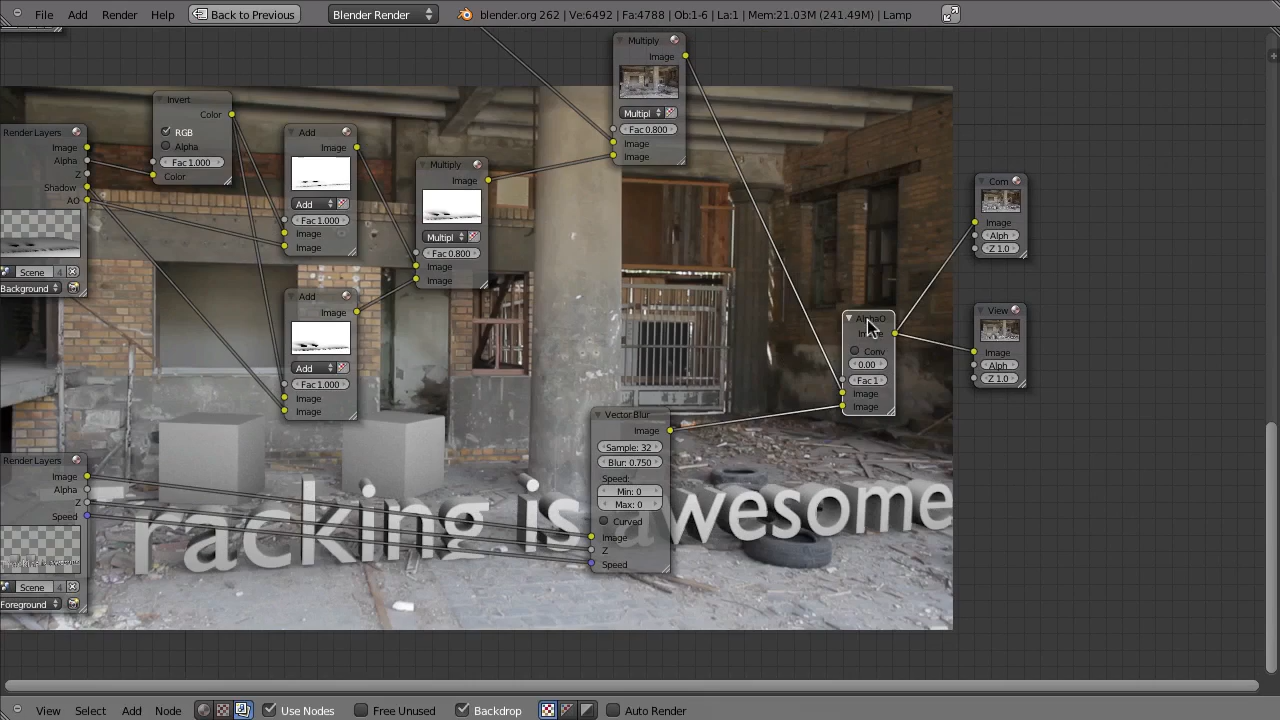 File Add Render Help Back to Previous Blender Render blender.org 262 | Ve:6492 | Fa:4788 | Ob:1-6 | La:1 | Mem:21.03M (241.49M) | Lamp
Multiply
Image
Multipl
Fac 0.800
Image
Image
Invert
Color
RGB
Alpha
Fac 1.000
Color
Render Layers
Image
Alpha
Z
Shadow
AO
Scene 4
Background
Add
Image
Add
Fac 1.000
Image
Image
Multiply
Image
Multipl
Fac 0.800
Image
Image
Add
Image
Add
Fac 1.000
Image
Image
Com
Image
Alph
Z 1.0
AlphaO
Image
Conv
0.00
Fac 1
Image
Image
View
Image
Alph
Z 1.0
Vector Blur
Image
Sample: 32
Blur: 0.750
Speed:
Min: 0
Max: 0
Curved
Image
Z
Speed
Render Layers
Image
Alpha
Z
Speed
Scene 4
Foreground
racking is awesome
View Select Add Node Use Nodes Free Unused Backdrop Auto Render